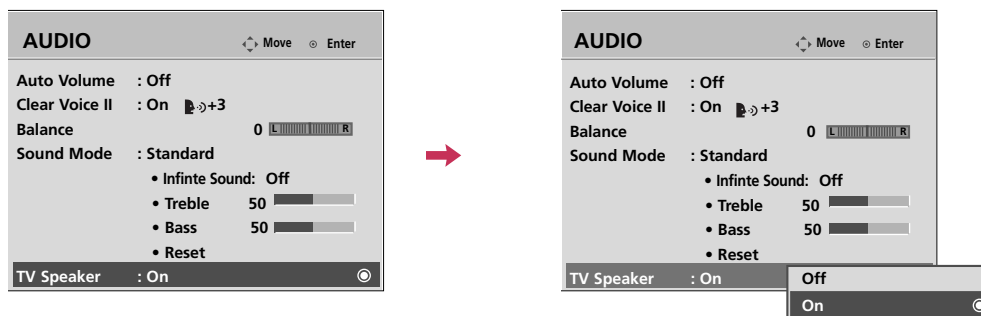 AUDIO Move Enter
Auto Volume : Off
Clear Voice II : On +3
Balance 0 L R
Sound Mode : Standard
• Infinte Sound: Off
• Treble 50
• Bass 50
• Reset
TV Speaker : On
AUDIO Move Enter
Auto Volume : Off
Clear Voice II : On +3
Balance 0 L R
Sound Mode : Standard
• Infinte Sound: Off
• Treble 50
• Bass 50
• Reset
TV Speaker : On
Off
On